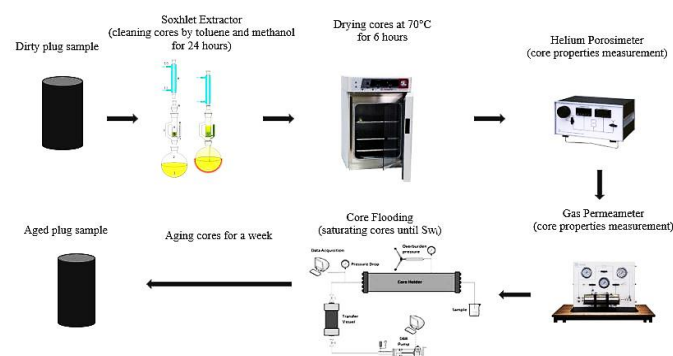 Dirty plug sample
Soxhlet Extractor
(cleaning cores by toluene and methanol
for 24 hours)
Drying cores at 70°C
for 6 hours
Helium Porosimeter
(core properties measurement)
Gas Permeameter
(core properties measurement)
Core Flooding
(saturating cores until Swi)
Data Acquisition
Pressure Drop
Overburden
pressure
Core Holder
Sample
Transfer
Vessel
Pump
Aging cores for a week
Aged plug sample